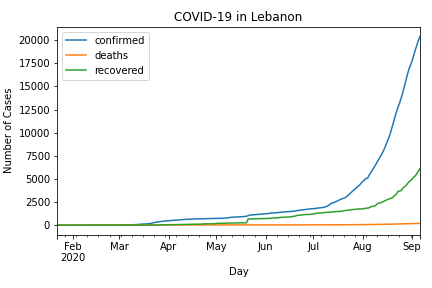 COVID-19 in Lebanon
confirmed
deaths
recovered
20000
17500
15000
12500
10000
7500
5000
2500
0
Number of Cases
Feb
2020
Mar
Apr
May
Jun
Jul
Aug
Sep
Day